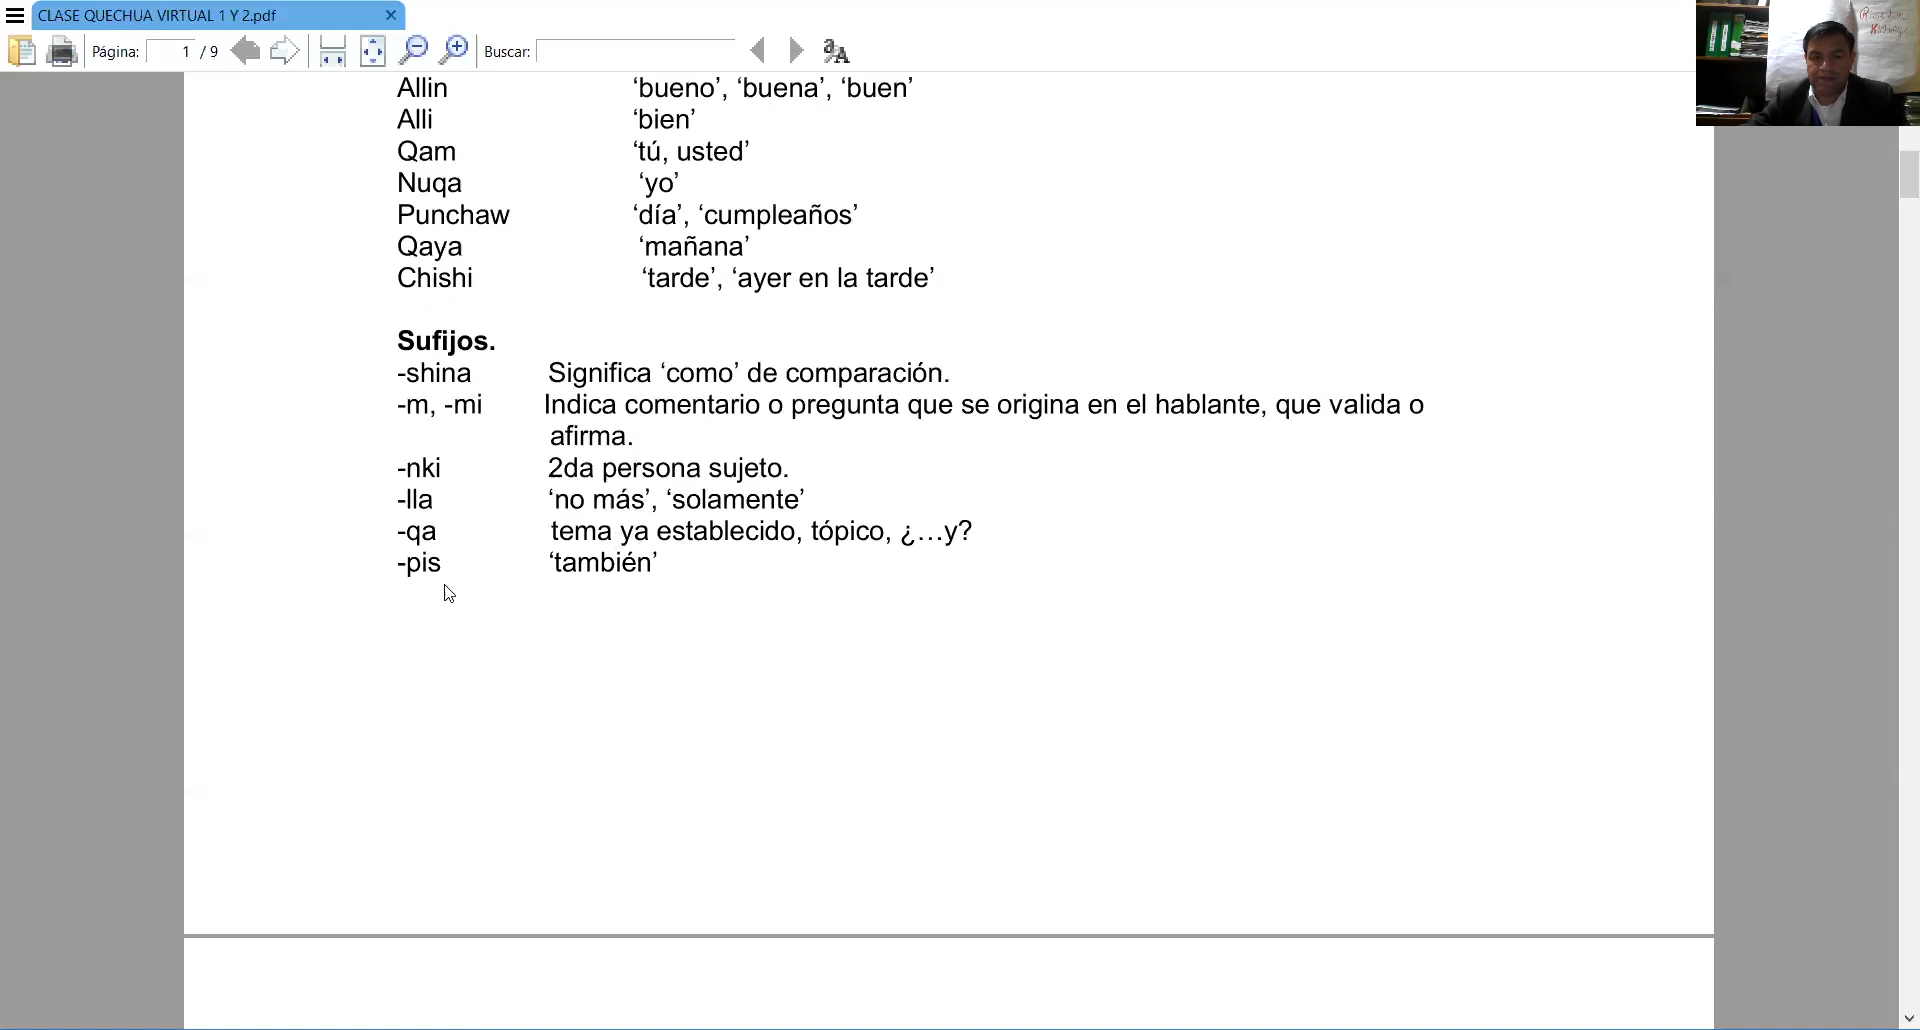 CLASE QUECHUA VIRTUAL 1 Y 2.pdf
Página: 1 / 9 Buscar:
Allin ‘bueno’, ‘buena’, ‘buen’
Alli ‘bien’
Qam ‘tú, usted’
Nuqa ‘yo’
Punchaw ‘día’, ‘cumpleaños’
Qaya ‘mañana’
Chishi ‘tarde’, ‘ayer en la tarde’
Sufijos.
-shina Significa ‘como’ de comparación.
-m, -mi Indica comentario o pregunta que se origina en el hablante, que valida o
afirma.
-nki 2da persona sujeto.
-lla ‘no más’, ‘solamente’
-qa tema ya establecido, tópico, ¿…y?
-pis ‘también’